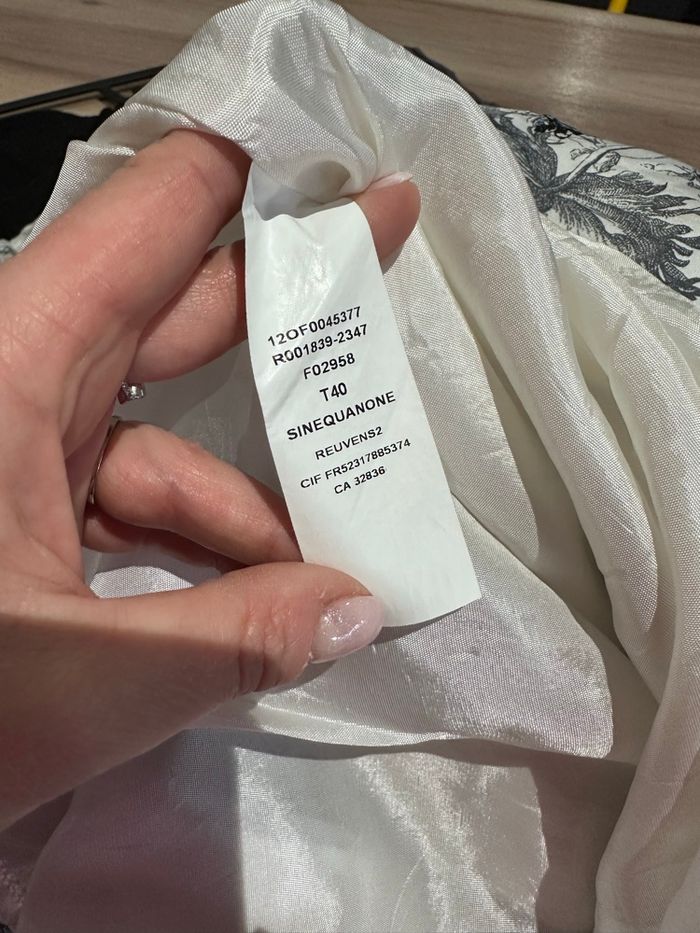 12OF0045377
R001839-2347
F02958
T40
SINEQUANONE
REUVENS2
CIF FR52317885374
CA 32836